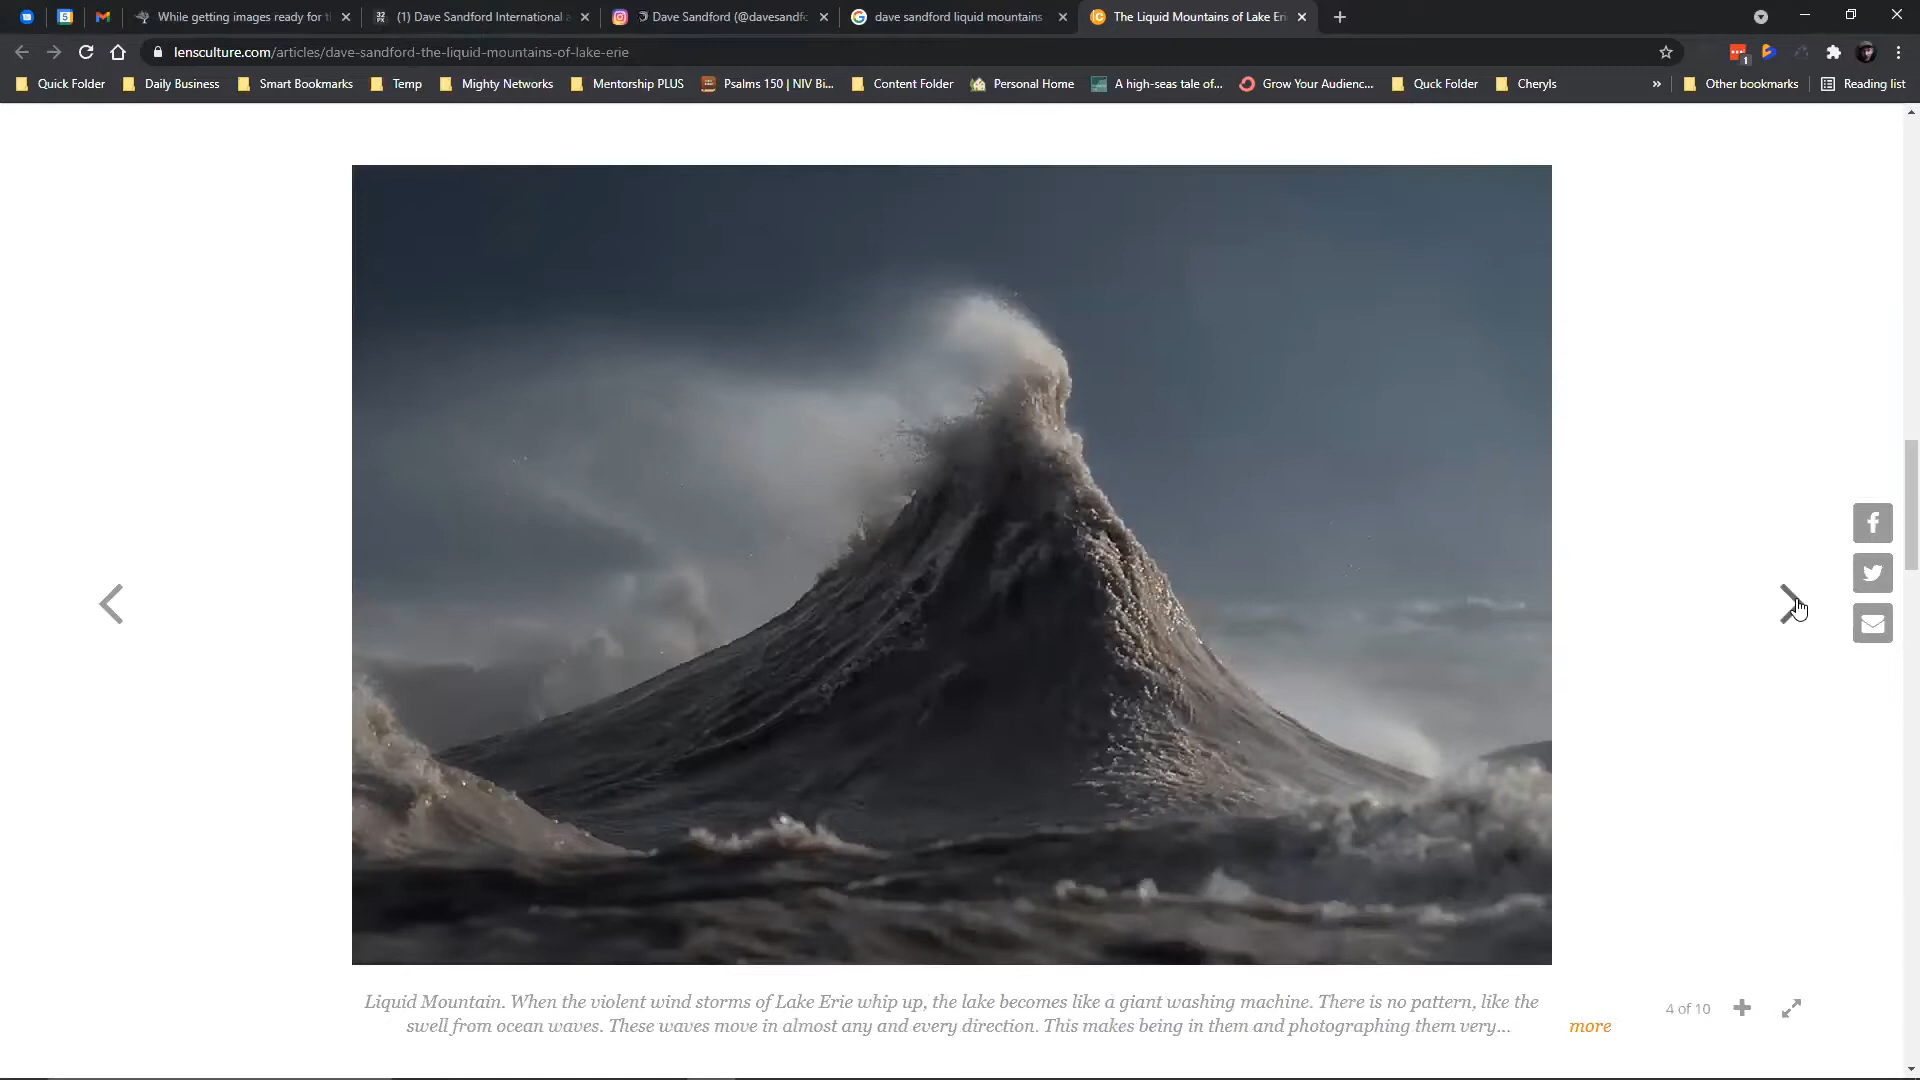 While getting images ready for t
(1) Dave Sandford International a
Dave Sandford (@davesandf
dave sandford liquid mountains
The Liquid Mountains of Lake Eri
lensculture.com/articles/dave-sandford-the-liquid-mountains-of-lake-erie
1
Quick Folder
Daily Business
Smart Bookmarks
Temp
Mighty Networks
Mentorship PLUS
Psalms 150 | NIV Bi...
Content Folder
Personal Home
A high-seas tale of...
Grow Your Audienc...
Quck Folder
Cheryls
»
Other bookmarks
Reading list
Liquid Mountain. When the violent wind storms of Lake Erie whip up, the lake becomes like a giant washing machine. There is no pattern, like the
swell from ocean waves. These waves move in almost any and every direction. This makes being in them and photographing them very...
more
4 of 10